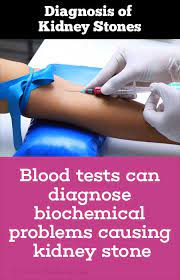 Diagnosis of
Kidney Stones
Blood tests can
diagnose
biochemical
problems causing
kidney stone